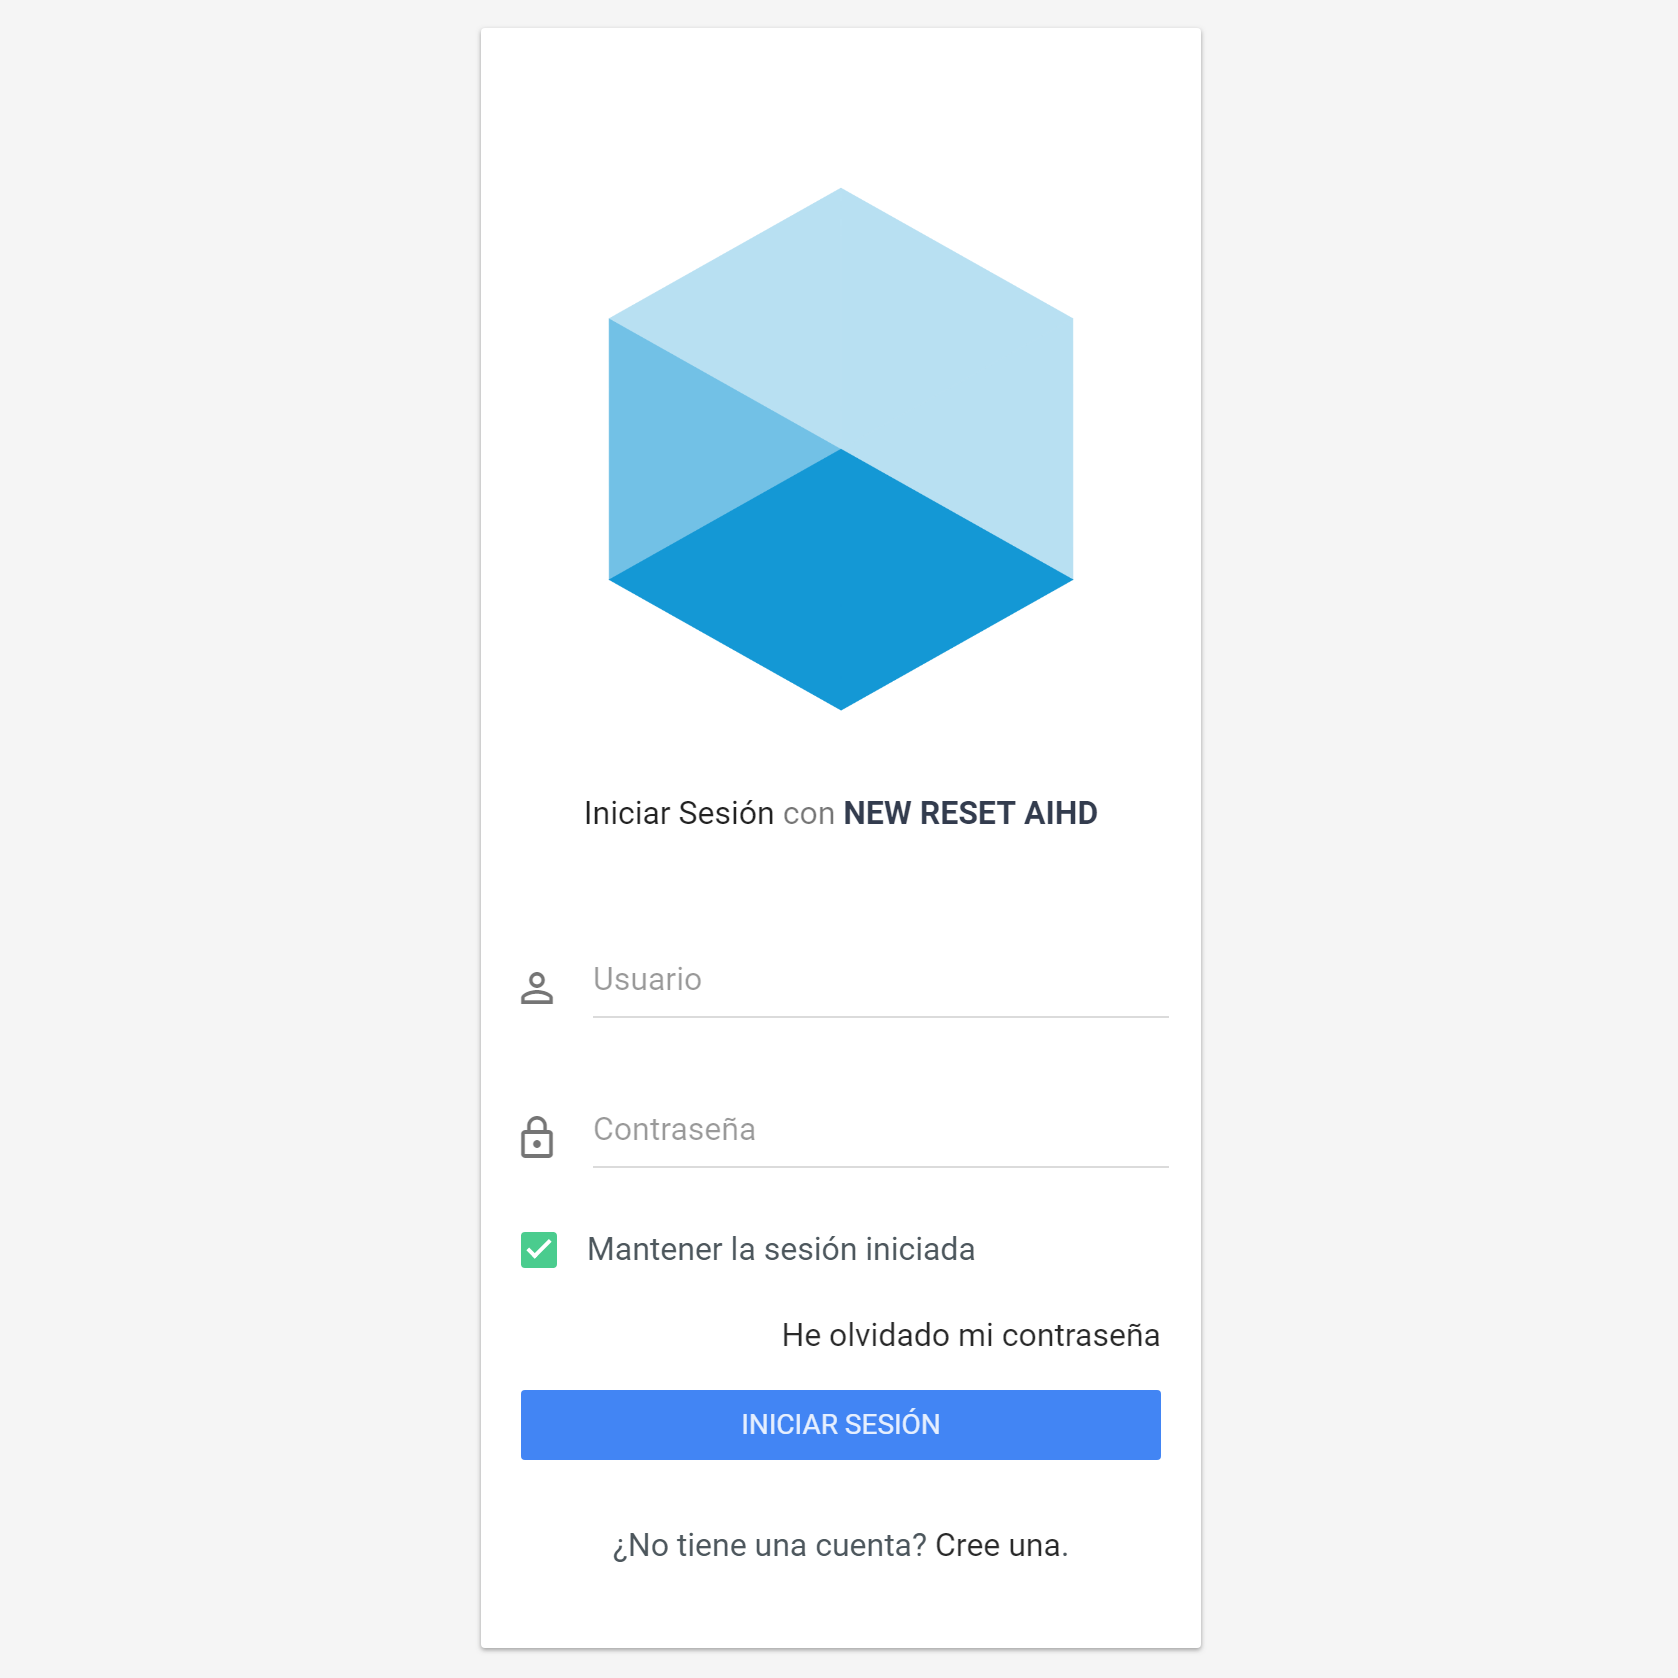 Iniciar Sesión con NEW RESET AIHD
Usuario
Contraseña
Mantener la sesión iniciada
He olvidado mi contraseña
INICIAR SESIÓN
¿No tiene una cuenta? Cree una.